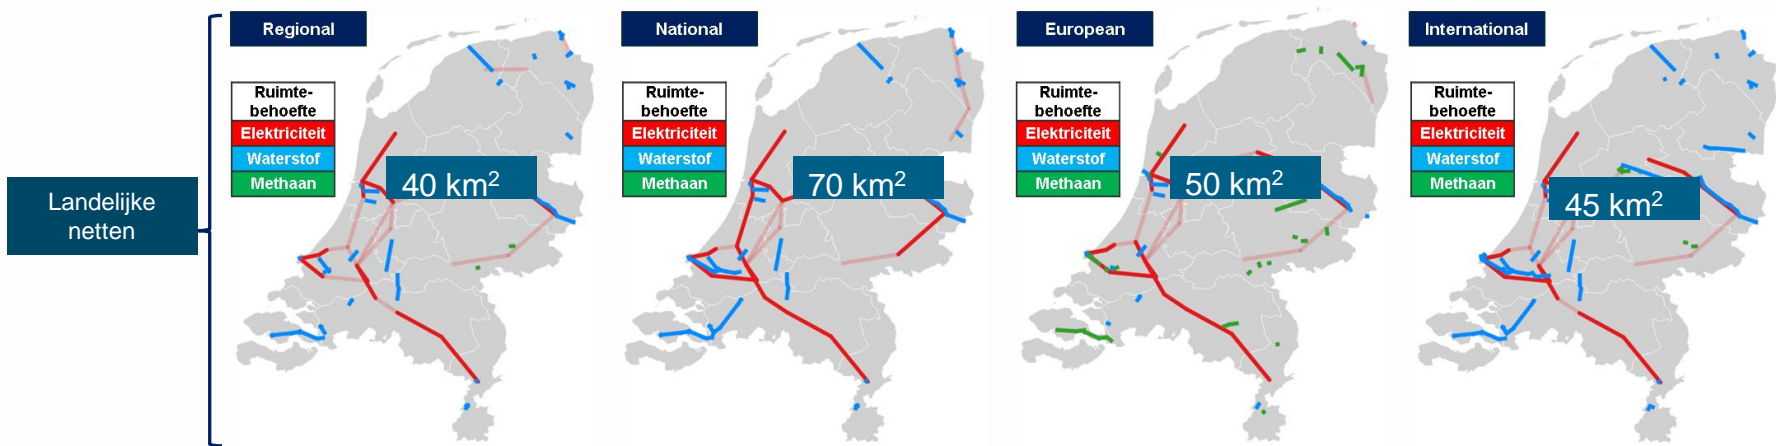 Landelijke
netten
Regional
Ruimte-
behoefte
Elektriciteit
Waterstof
Methaan
40 km²
National
Ruimte-
behoefte
Elektriciteit
Waterstof
Methaan
70 km²
European
Ruimte-
behoefte
Elektriciteit
Waterstof
Methaan
50 km²
International
Ruimte-
behoefte
Elektriciteit
Waterstof
Methaan
45 km²